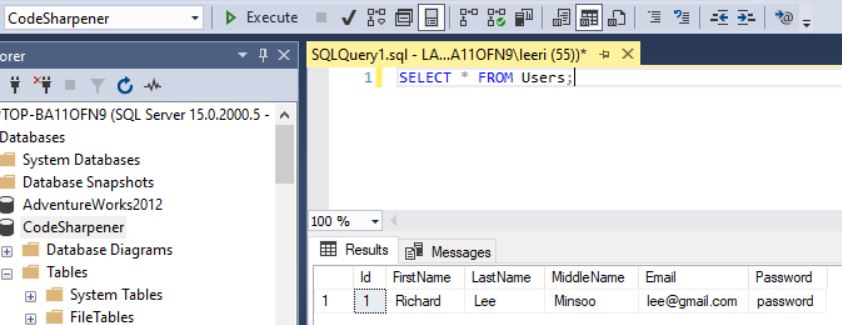 CodeSharpener
Execute
orer
SQLQuery1.sql - LA...A11OFN9\leeri (55))*
1 SELECT * FROM Users;
TOP-BA11OFN9 (SQL Server 15.0.2000.5 -
Databases
System Databases
Database Snapshots
AdventureWorks2012
CodeSharpener
Database Diagrams
Tables
System Tables
FileTables
100 %
Results Messages
Id FirstName LastName MiddleName Email Password
1 1 Richard Lee Minsoo lee@gmail.com password